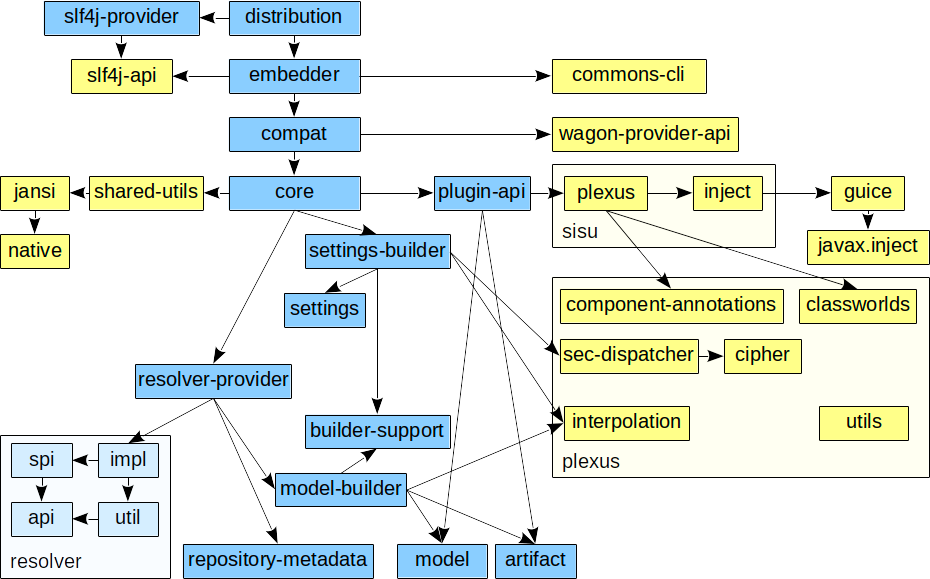 slf4j-provider
distribution
slf4j-api
embedder
commons-cli
compat
wagon-provider-api
jansi
shared-utils
core
plugin-api
plexus
inject
guice
sisu
native
settings-builder
javax.inject
settings
component-annotations
classworlds
sec-dispatcher
cipher
resolver-provider
builder-support
interpolation
utils
plexus
spi
impl
model-builder
api
util
resolver
repository-metadata
model
artifact